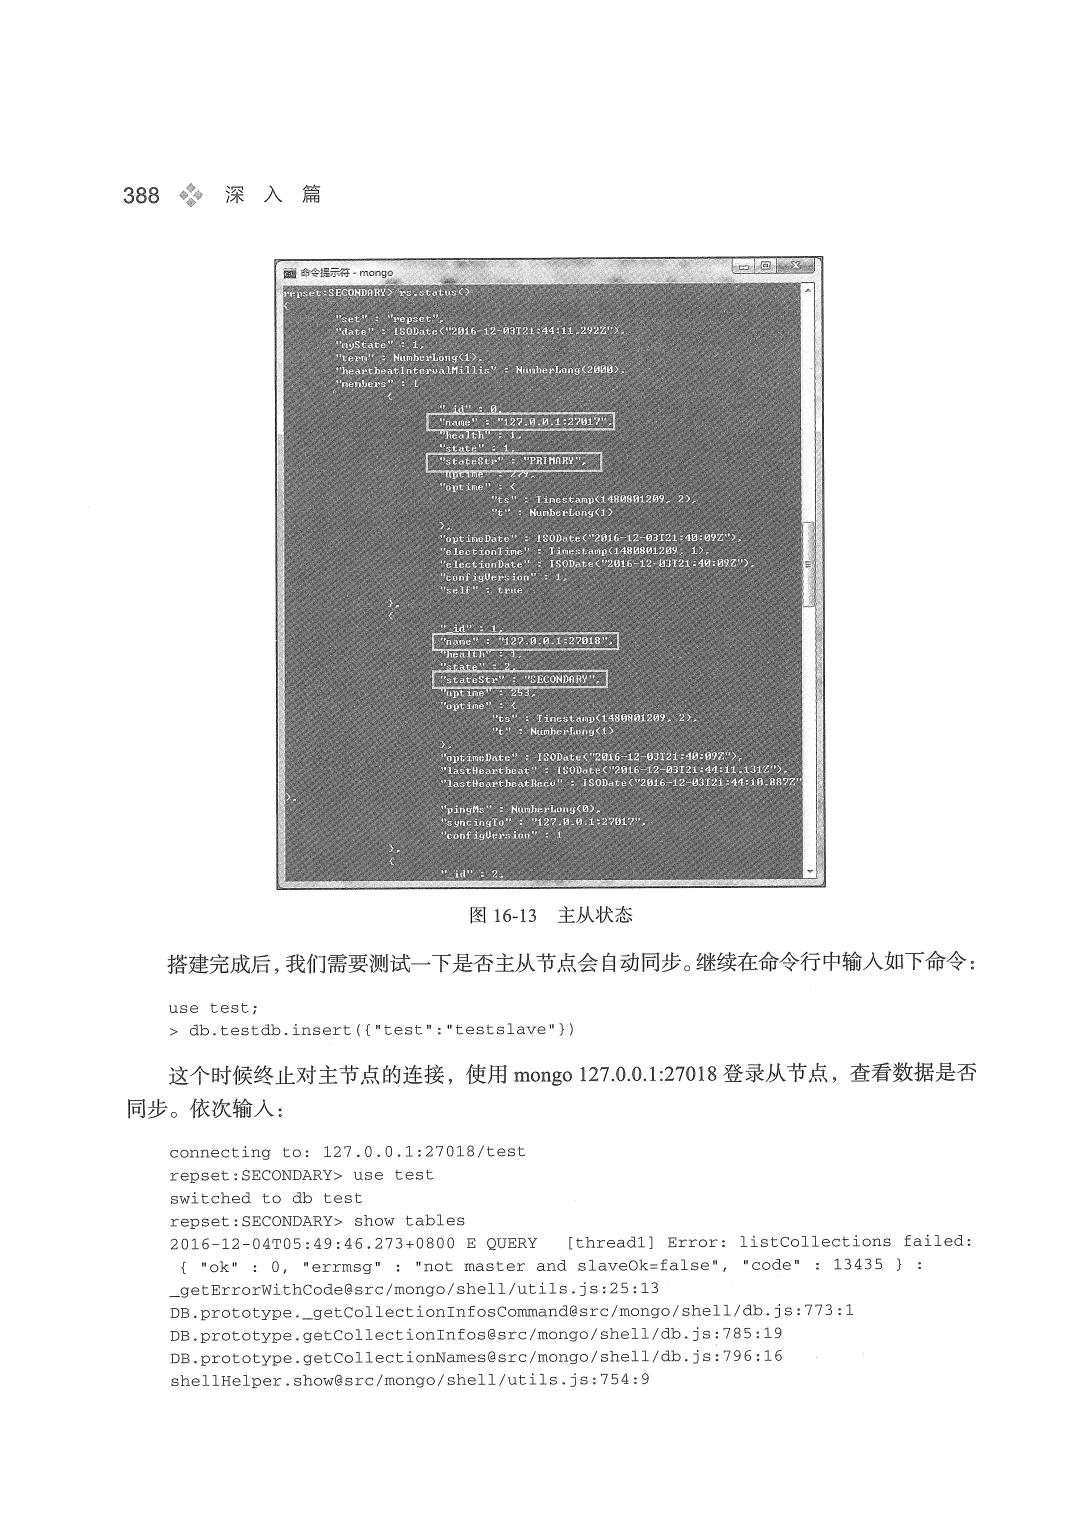 388 深 入 篇
命令提示符 - mongo
repset:SECONDARY> rs.status()
{
"set" : "repset",
"date" : ISODate("2016-12-03T21:44:11.292Z"),
"myState" : 1,
"term" : NumberLong(1),
"heartbeatIntervalMillis" : NumberLong(2000),
"members" : [
{
"_id" : 0,
"name" : "127.0.0.1:27017",
"health" : 1,
"state" : 1,
"stateStr" : "PRIMARY",
"uptime" : 279,
"optime" : {
"ts" : Timestamp(1480801209, 2),
"t" : NumberLong(1)
},
"optimeDate" : ISODate("2016-12-03T21:40:09Z"),
"electionTime" : Timestamp(1480801209, 1),
"electionDate" : ISODate("2016-12-03T21:40:09Z"),
"configVersion" : 1,
"self" : true
},
{
"_id" : 1,
"name" : "127.0.0.1:27018",
"health" : 1,
"state" : 2,
"stateStr" : "SECONDARY",
"uptime" : 253,
"optime" : {
"ts" : Timestamp(1480801209, 2),
"t" : NumberLong(1)
},
"optimeDate" : ISODate("2016-12-03T21:40:09Z"),
"lastHeartbeat" : ISODate("2016-12-03T21:44:11.131Z"),
"lastHeartbeatRecv" : ISODate("2016-12-03T21:44:10.887Z"
),
"pingMs" : NumberLong(0),
"syncingTo" : "127.0.0.1:27017",
"configVersion" : 1
},
{
"_id" : 2,
图 16-13 主从状态
搭建完成后，我们需要测试一下是否主从节点会自动同步。继续在命令行中输入如下命令：
use test;
> db.testdb.insert({"test":"testslave"})
这个时候终止对主节点的连接，使用 mongo 127.0.0.1:27018 登录从节点，查看数据是否
同步。依次输入：
connecting to: 127.0.0.1:27018/test
repset:SECONDARY> use test
switched to db test
repset:SECONDARY> show tables
2016-12-04T05:49:46.273+0800 E QUERY [thread1] Error: listCollections failed:
{ "ok" : 0, "errmsg" : "not master and slaveOk=false", "code" : 13435 } :
_getErrorWithCode@src/mongo/shell/utils.js:25:13
DB.prototype._getCollectionInfosCommand@src/mongo/shell/db.js:773:1
DB.prototype.getCollectionInfos@src/mongo/shell/db.js:785:19
DB.prototype.getCollectionNames@src/mongo/shell/db.js:796:16
shellHelper.show@src/mongo/shell/utils.js:754:9